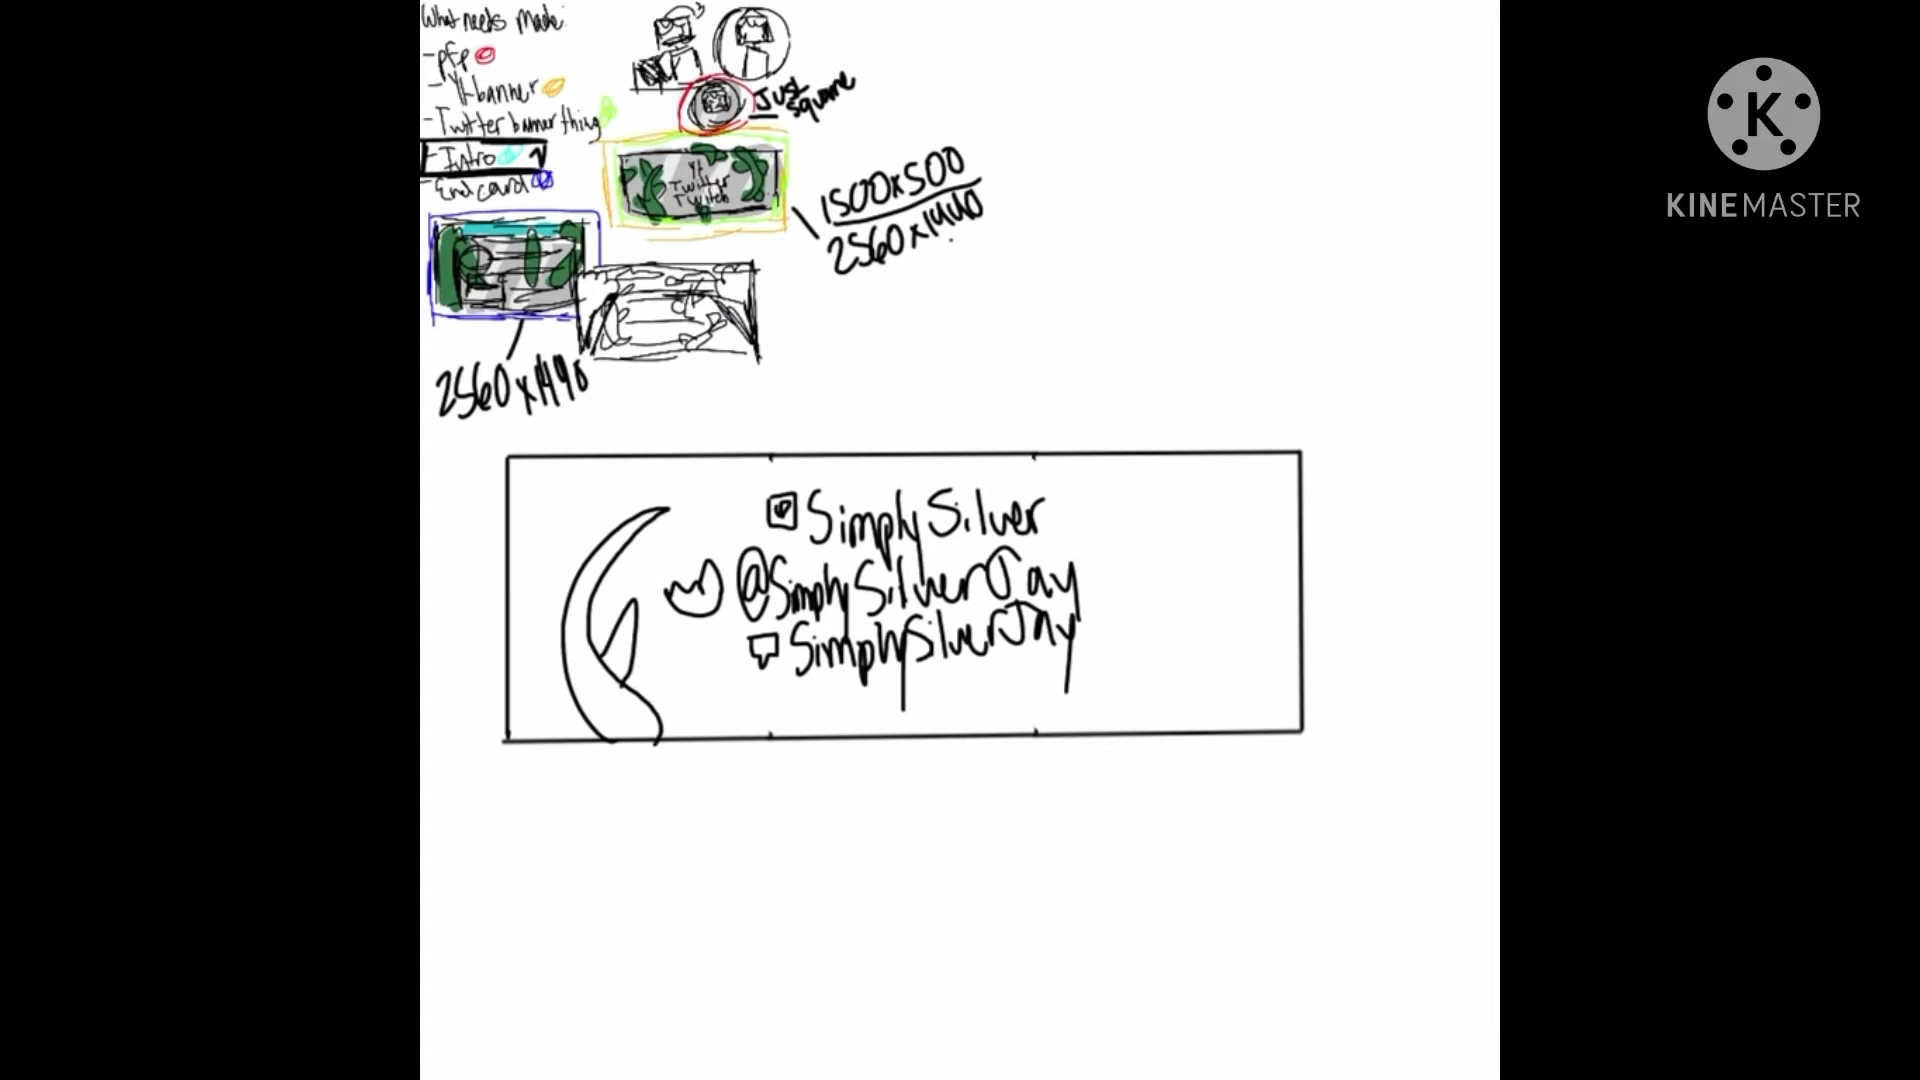 What needs Made:
-pfp
-Yt banner
-Twitter banner thing
-Intro
-End card
Just
square
Yt
Twitter
Twitch
1500x500
2560x1440
2560x1440
SimplySilver
@SimplySilverJay
SimplySilverJay
K
KINEMASTER